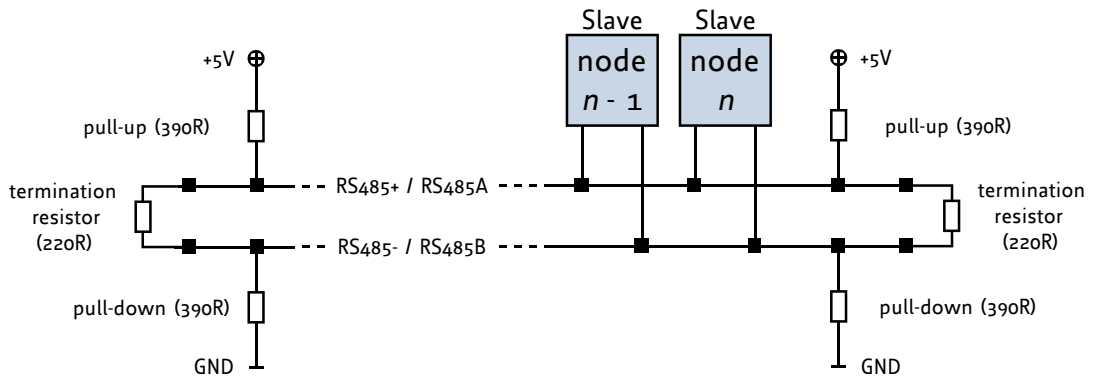 Slave
Slave
node
n - 1
node
n
+5V
+5V
pull-up (390R)
pull-up (390R)
termination
resistor
(220R)
RS485+ / RS485A
RS485- / RS485B
termination
resistor
(220R)
pull-down (390R)
pull-down (390R)
GND
GND